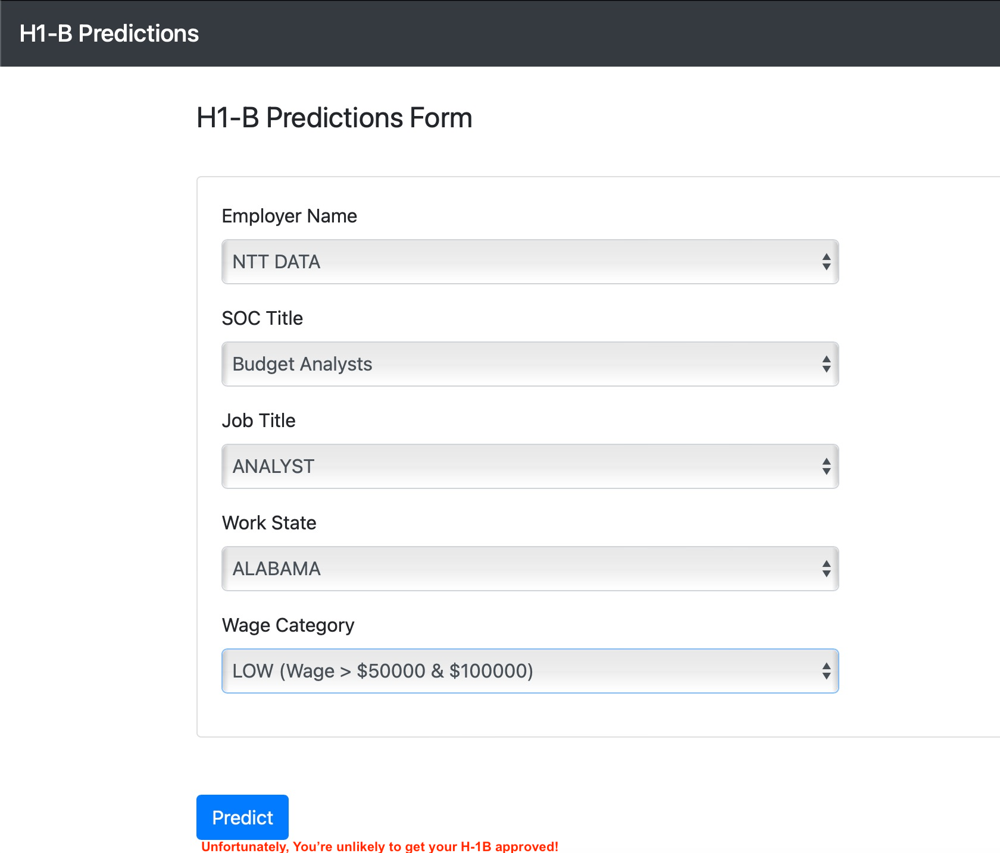 H1-B Predictions
H1-B Predictions Form
Employer Name
NTT DATA
SOC Title
Budget Analysts
Job Title
ANALYST
Work State
ALABAMA
Wage Category
LOW (Wage > $50000 & $100000)
Predict
Unfortunately, You’re unlikely to get your H-1B approved!